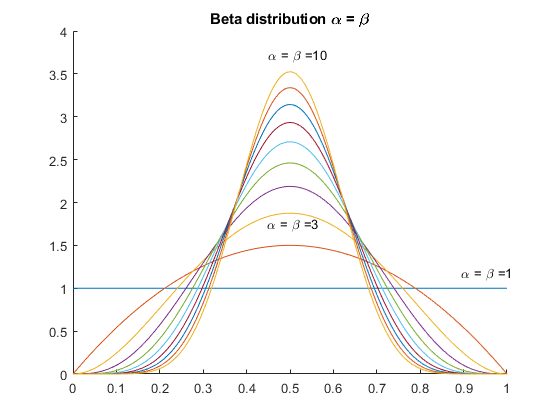 Beta distribution α = β
4
α = β =10
3.5
3
2.5
2
α = β =3
1.5
α = β =1
1
0.5
0
0 0.1 0.2 0.3 0.4 0.5 0.6 0.7 0.8 0.9 1